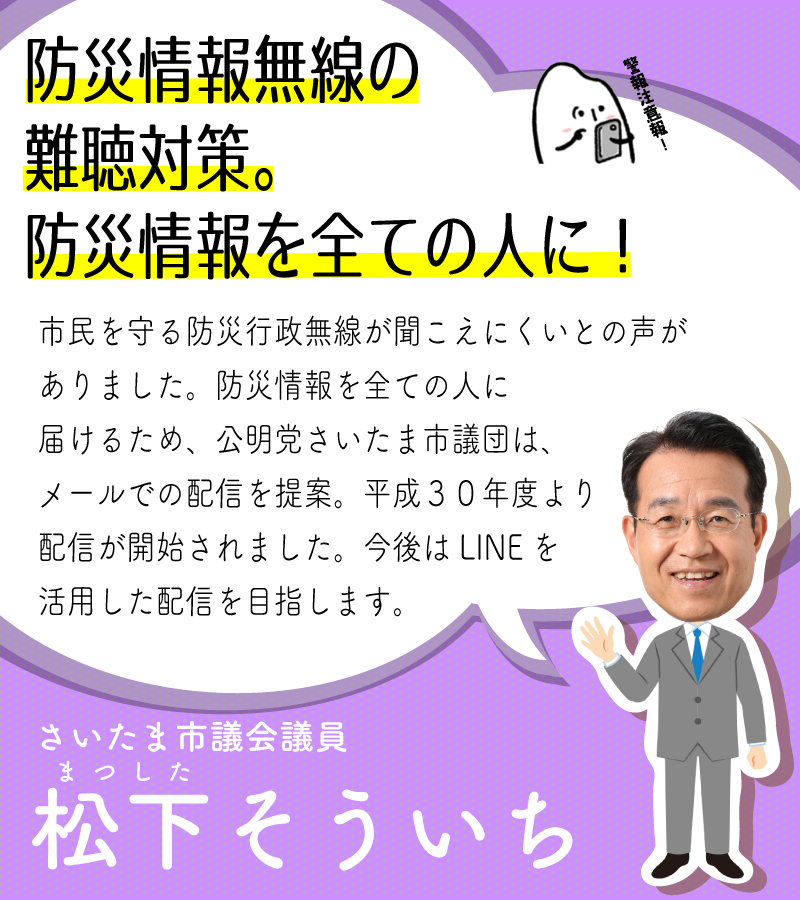 防災情報無線の
難聴対策。
防災情報を全ての人に！
警報注意報！
市民を守る防災行政無線が聞こえにくいとの声が
ありました。防災情報を全ての人に
届けるため、公明党さいたま市議団は、
メールでの配信を提案。平成３０年度より
配信が開始されました。今後は LINE を
活用した配信を目指します。
さいたま市議会議員
まつした
松下そういち